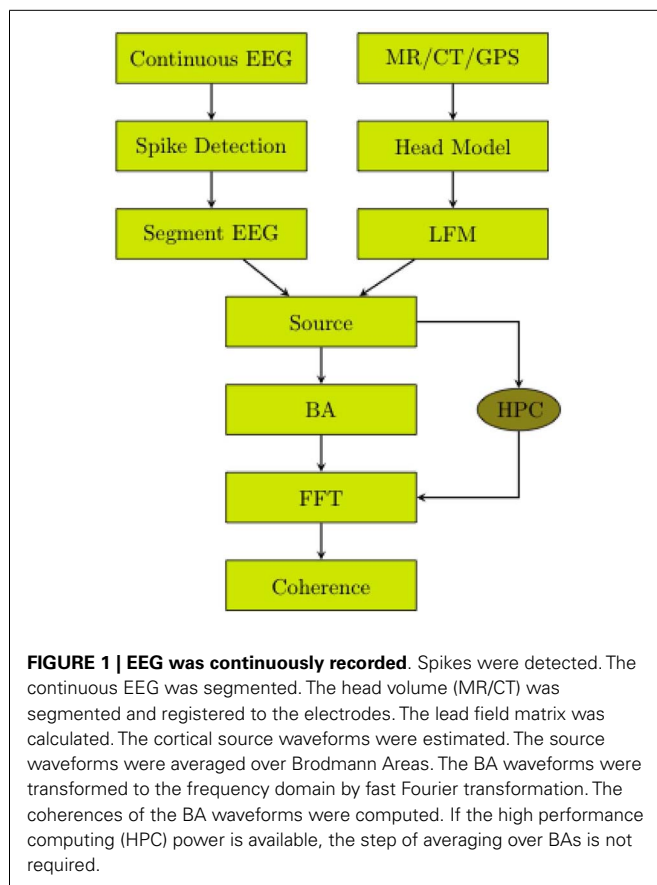 Continuous EEG
MR/CT/GPS
Spike Detection
Head Model
Segment EEG
LFM
Source
BA
HPC
FFT
Coherence
FIGURE 1 | EEG was continuously recorded. Spikes were detected. The
continuous EEG was segmented. The head volume (MR/CT) was
segmented and registered to the electrodes. The lead field matrix was
calculated. The cortical source waveforms were estimated. The source
waveforms were averaged over Brodmann Areas. The BA waveforms were
transformed to the frequency domain by fast Fourier transformation. The
coherences of the BA waveforms were computed. If the high performance
computing (HPC) power is available, the step of averaging over BAs is not
required.